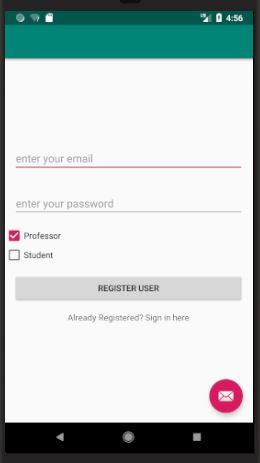 4:56
enter your email
enter your password
Professor
Student
REGISTER USER
Already Registered? Sign in here